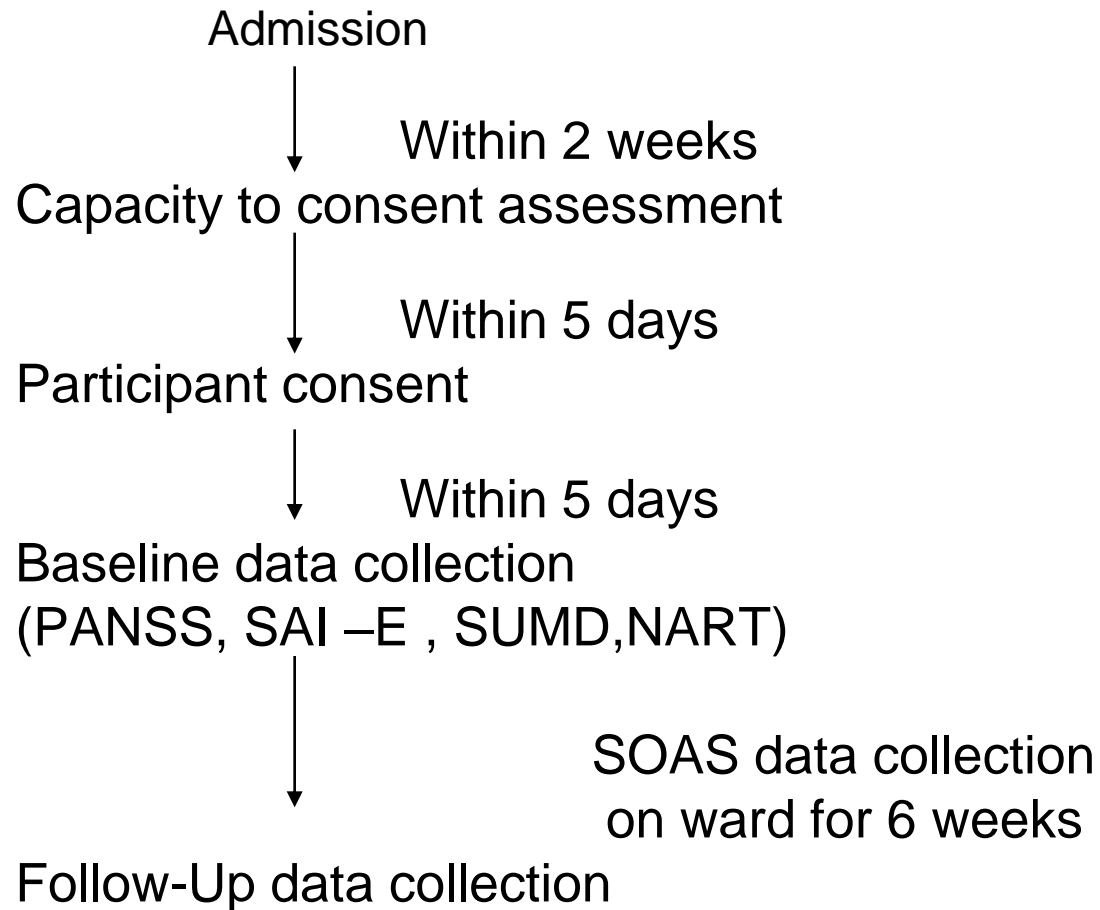 Admission
Within 2 weeks
Capacity to consent assessment
Within 5 days
Participant consent
Within 5 days
Baseline data collection
(PANSS, SAI –E , SUMD,NART)
SOAS data collection
on ward for 6 weeks
Follow-Up data collection